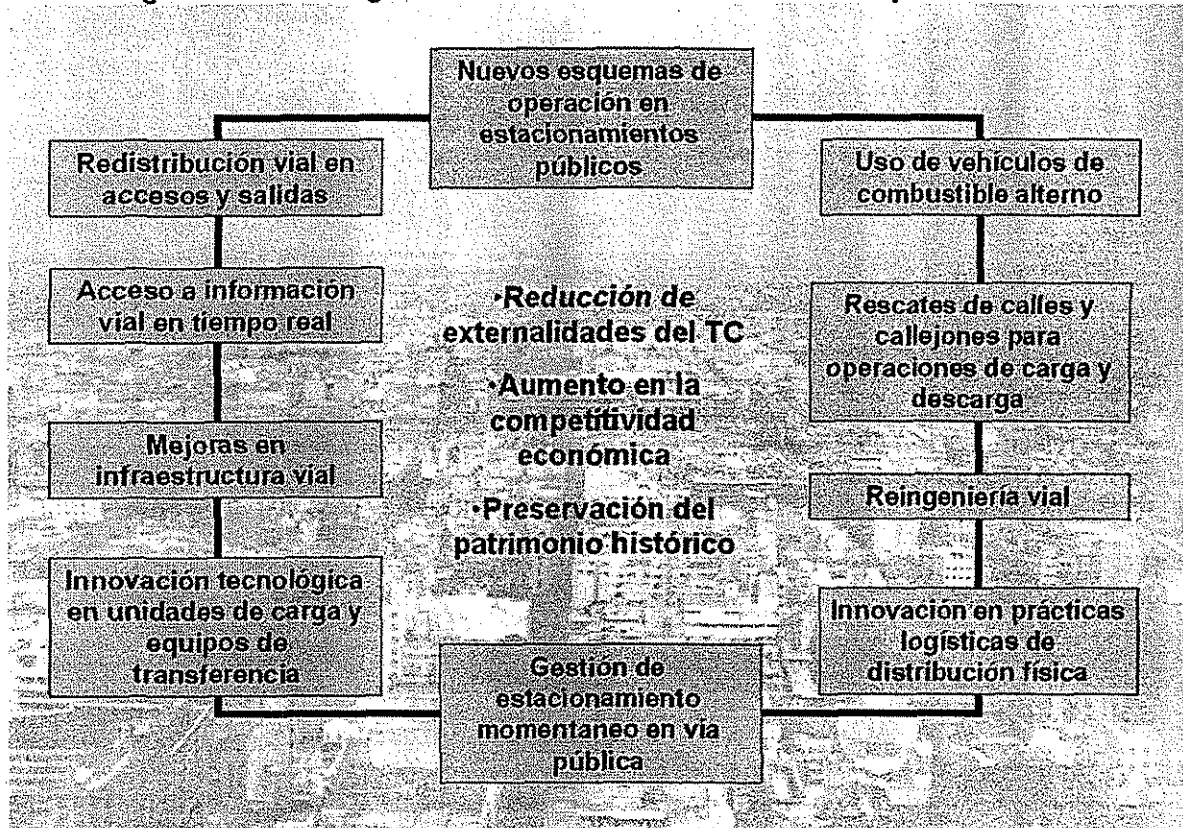 Nuevos esquemas de
operación en
estacionamientos
públicos
Redistribución vial en
accesos y salidas
Uso de vehículos de
combustible alterno
Acceso a información
vial en tiempo real
•Reducción de
externalidades del TC
•Aumento en la
competitividad
económica
•Preservación del
patrimonio histórico
Rescates de calles y
callejones para
operaciones de carga y
descarga
Mejoras en
infraestructura vial
Reingeniería vial
Innovación tecnológica
en unidades de carga y
equipos de
transferencia
Innovación en prácticas
logísticas de
distribución física
Gestión de
estacionamiento
momentaneo en vía
pública